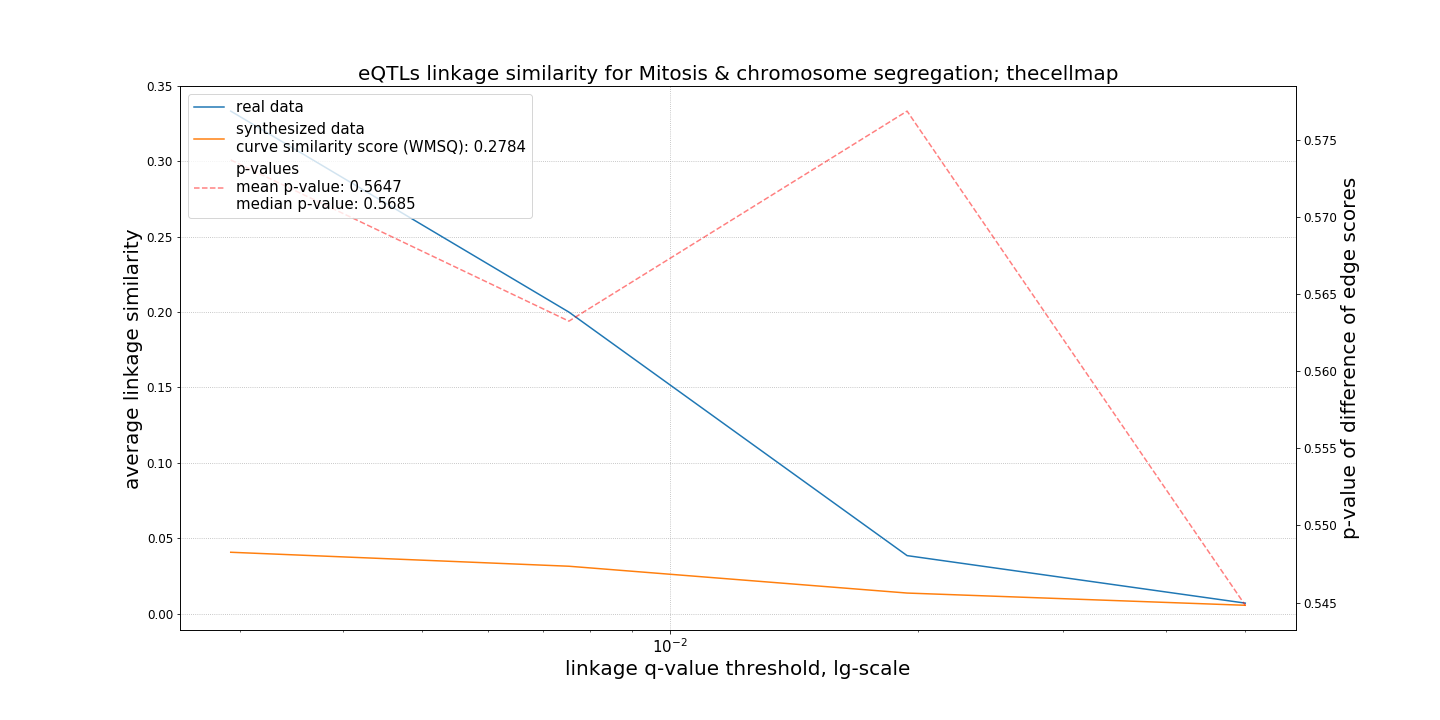 eQTLs linkage similarity for Mitosis & chromosome segregation; thecellmap
real data
synthesized data
curve similarity score (WMSQ): 0.2784
p-values
mean p-value: 0.5647
median p-value: 0.5685
average linkage similarity
0.35
0.30
0.25
0.20
0.15
0.10
0.05
0.00
0.575
0.570
0.565
0.560
0.555
0.550
0.545
p-value of difference of edge scores
10⁻²
linkage q-value threshold, lg-scale